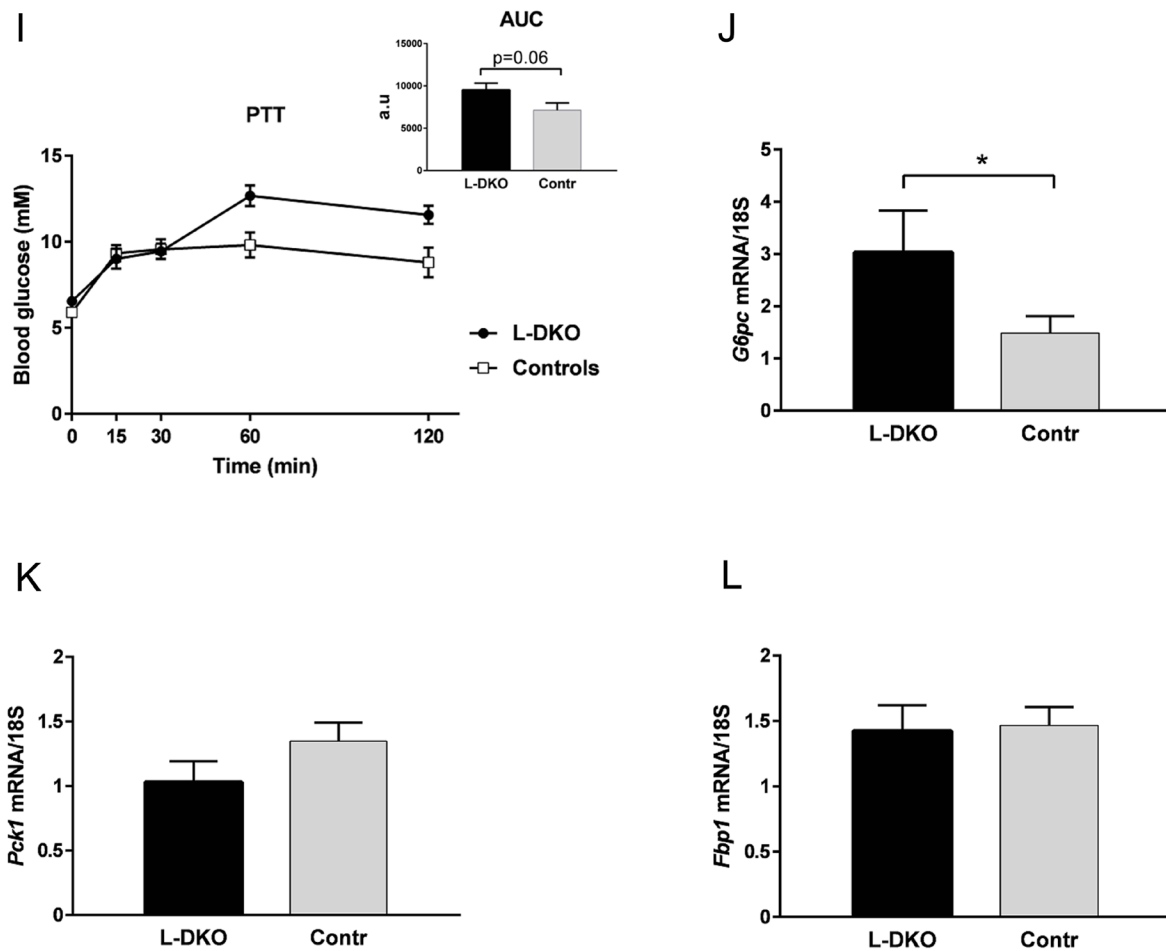 I
AUC
15000
10000
5000
0
a.u
p=0.06
L-DKO Contr
PTT
15
10
5
0
Blood glucose (mM)
0 15 30 60 120
Time (min)
L-DKO
Controls
J
5
4
3
2
1
0
G6pc mRNA/18S
*
L-DKO Contr
K
2
1.5
1
0.5
0
Pck1 mRNA/18S
L-DKO Contr
L
2
1.5
1
0.5
0
Fbp1 mRNA/18S
L-DKO Contr